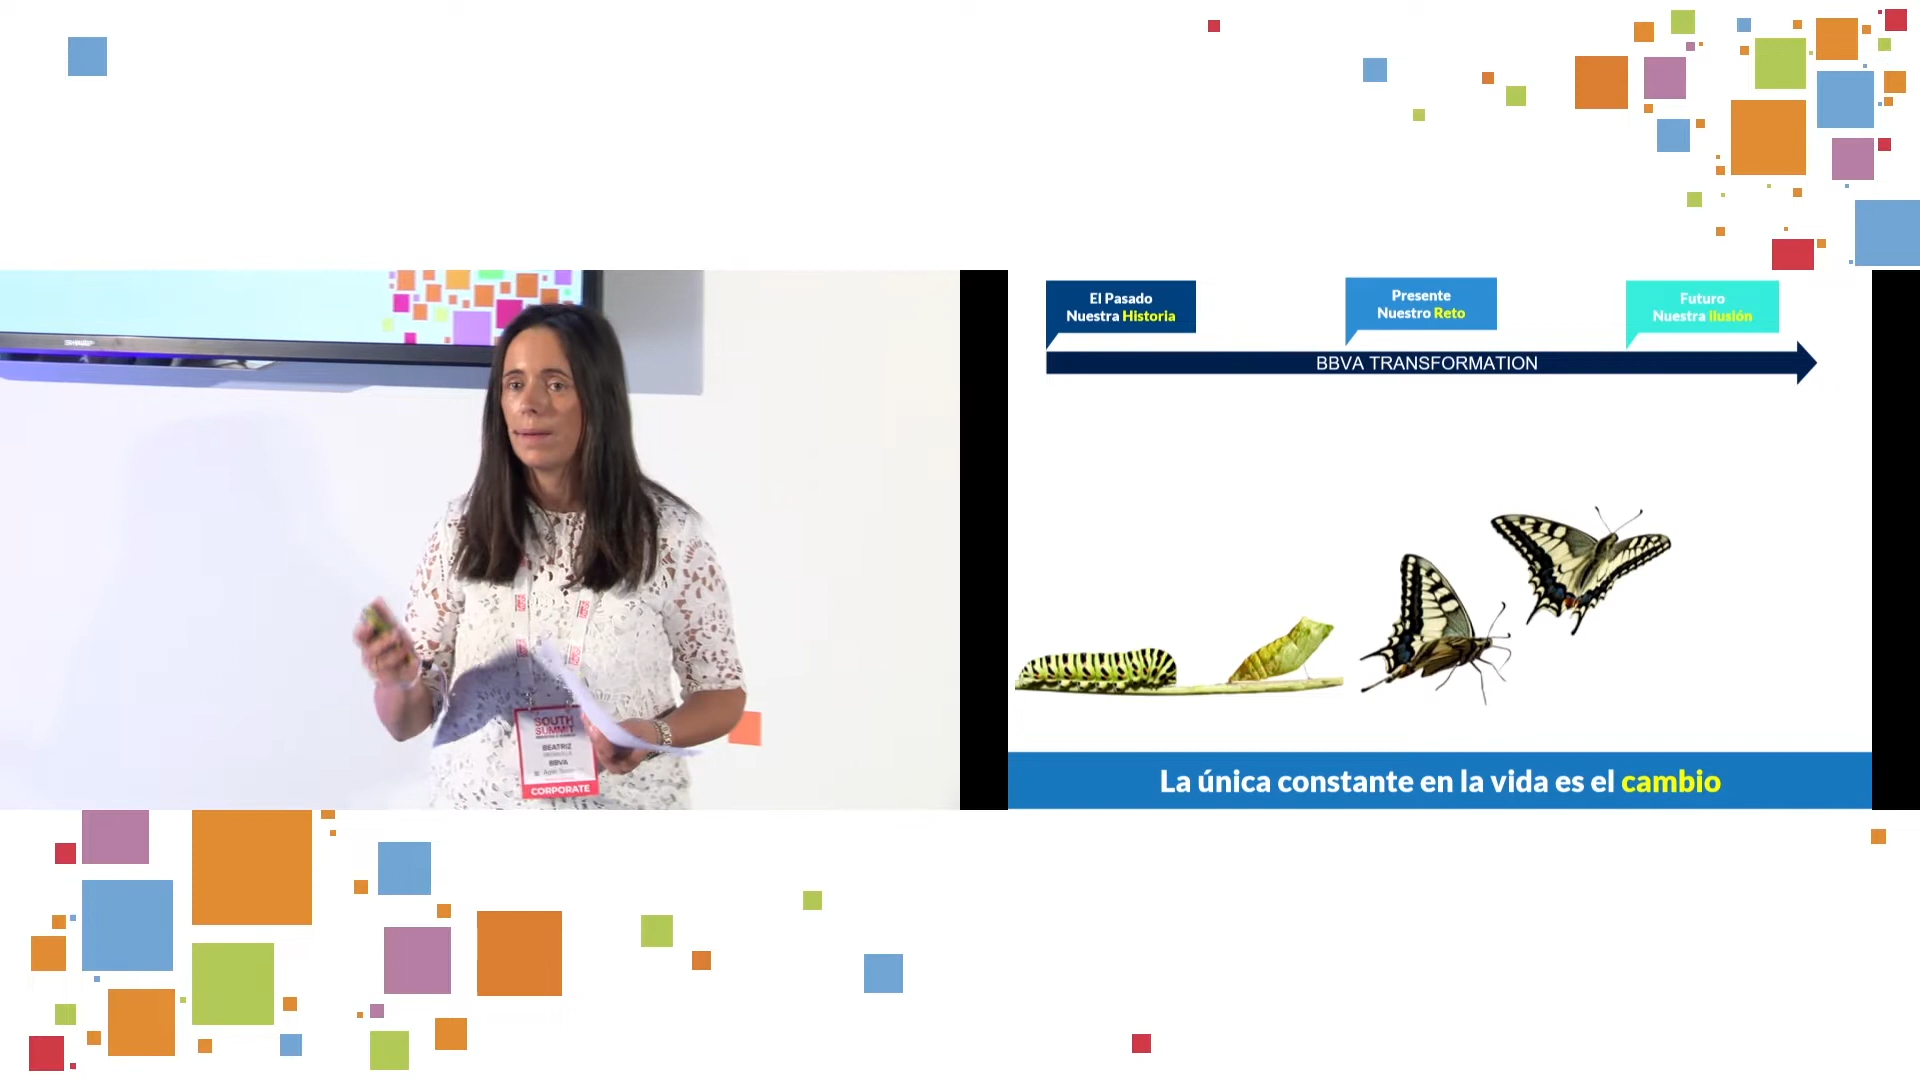 SHARP
SOUTH
SUMMIT
BEATRIZ
BBVA
CORPORATE
El Pasado
Nuestra Historia
Presente
Nuestro Reto
Futuro
Nuestra Ilusión
BBVA TRANSFORMATION
La única constante en la vida es el cambio